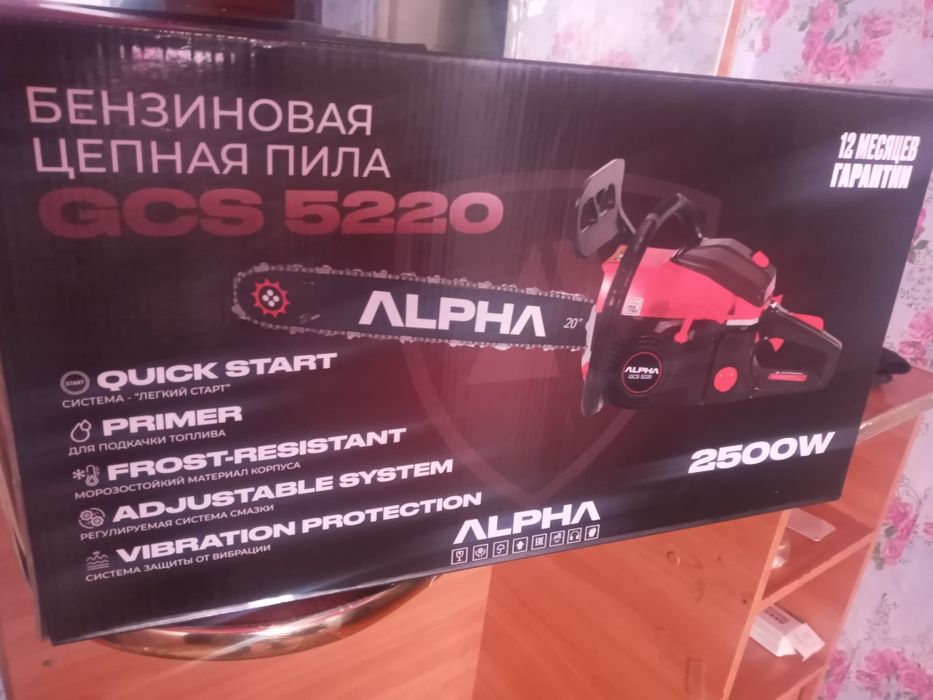 БЕНЗИНОВАЯ
ЦЕПНАЯ ПИЛА
GCS 5220
12 МЕСЯЦЕВ
ГАРАНТИИ
ALPHA 20"
ALPHA
GCS 5220
START QUICK START
СИСТЕМА - "ЛЕГКИЙ СТАРТ"
PRIMER
ДЛЯ ПОДКАЧКИ ТОПЛИВА
FROST-RESISTANT
МОРОЗОСТОЙКИЙ МАТЕРИАЛ КОРПУСА
ADJUSTABLE SYSTEM
РЕГУЛИРУЕМАЯ СИСТЕМА СМАЗКИ
VIBRATION PROTECTION
СИСТЕМА ЗАЩИТЫ ОТ ВИБРАЦИИ
2500W
ALPHA